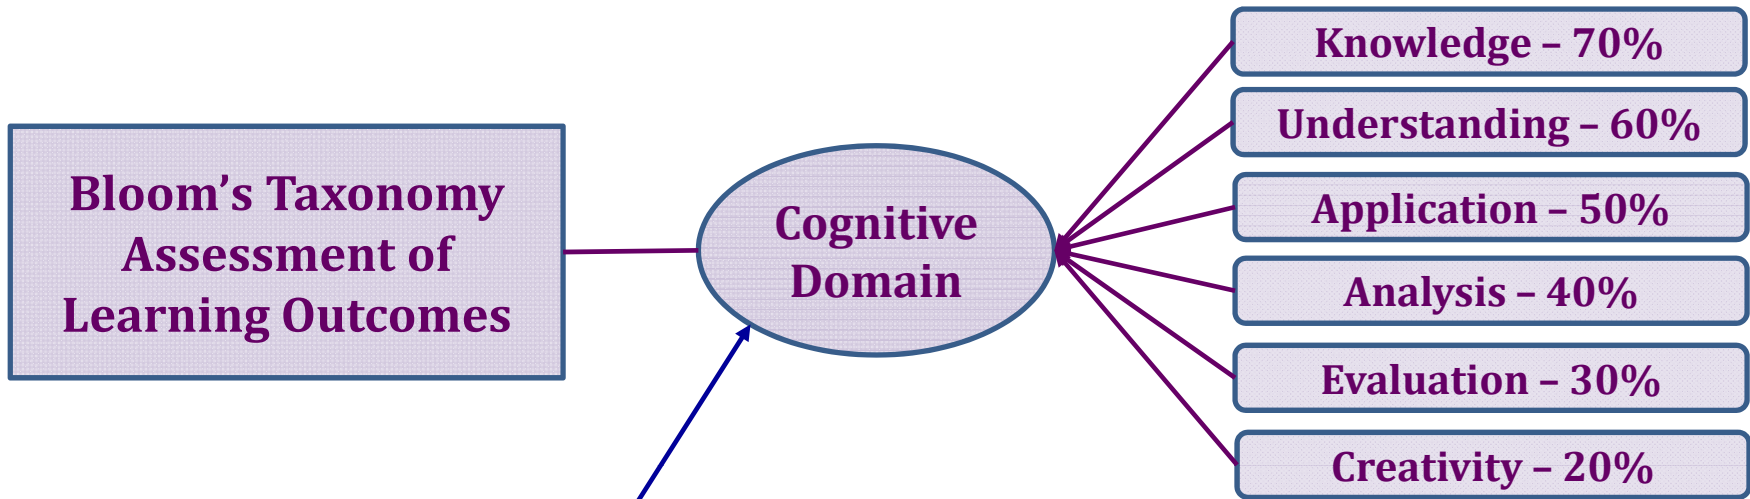 Bloom’s Taxonomy
Assessment of
Learning Outcomes
Cognitive
Domain
Knowledge – 70%
Understanding – 60%
Application – 50%
Analysis – 40%
Evaluation – 30%
Creativity – 20%